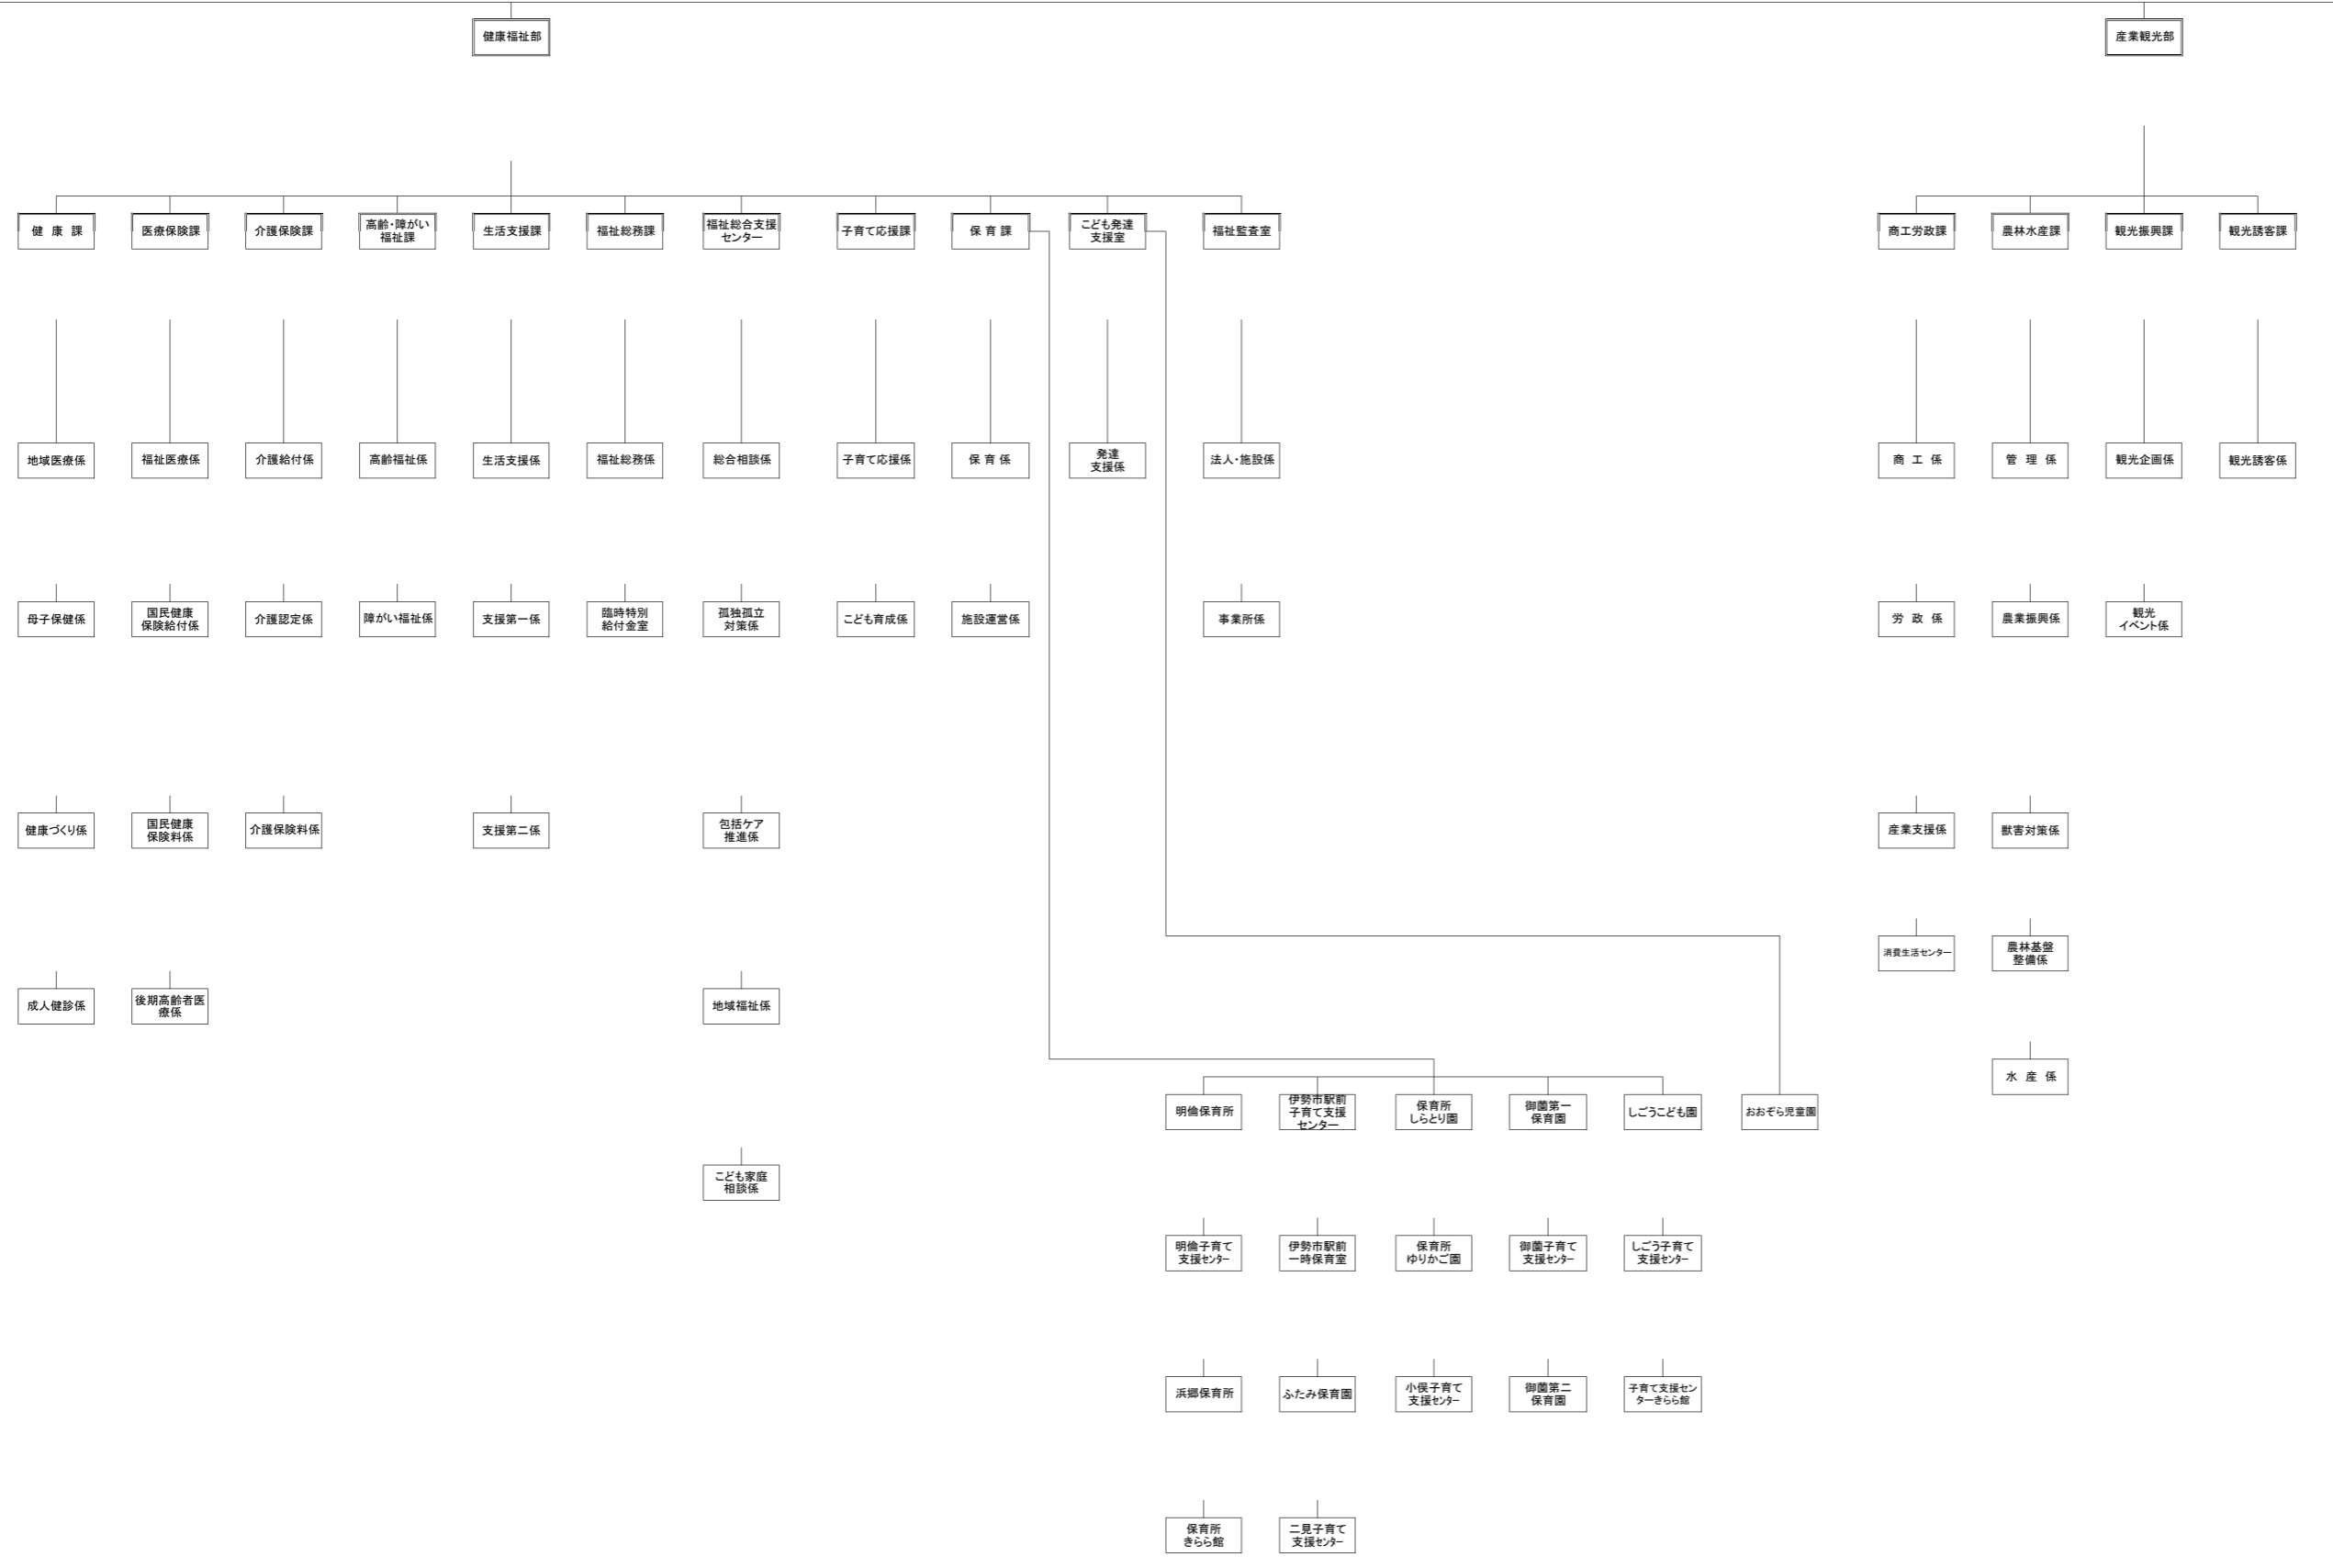 健康福祉部
産業観光部
健 康 課
医療保険課
介護保険課
高齢・障がい
福祉課
生活支援課
福祉総務課
福祉総合支援
センター
子育て応援課
保 育 課
こども発達
支援室
福祉監査室
商工労政課
農林水産課
観光振興課
観光誘客課
地域医療係
福祉医療係
介護給付係
高齢福祉係
生活支援係
福祉総務係
総合相談係
子育て応援係
保 育 係
発達
支援係
法人・施設係
商 工 係
管 理 係
観光企画係
観光誘客係
母子保健係
国民健康
保険給付係
介護認定係
障がい福祉係
支援第一係
臨時特別
給付金室
孤独孤立
対策係
こども育成係
施設運営係
事業所係
労 政 係
農業振興係
観光
イベント係
健康づくり係
国民健康
保険料係
介護保険料係
支援第二係
包括ケア
推進係
産業支援係
獣害対策係
消費生活センター
農林基盤
整備係
成人健診係
後期高齢者医
療係
地域福祉係
水 産 係
明倫保育所
伊勢市駅前
子育て支援
センター
保育所
しらとり園
御薗第一
保育園
しごうこども園
おおぞら児童園
こども家庭
相談係
明倫子育て
支援センター
伊勢市駅前
一時保育室
保育所
ゆりかご園
御薗子育て
支援センター
しごう子育て
支援センター
浜郷保育所
ふたみ保育園
小俣子育て
支援センター
御薗第二
保育園
子育て支援セン
ターきらら館
保育所
きらら館
二見子育て
支援センター